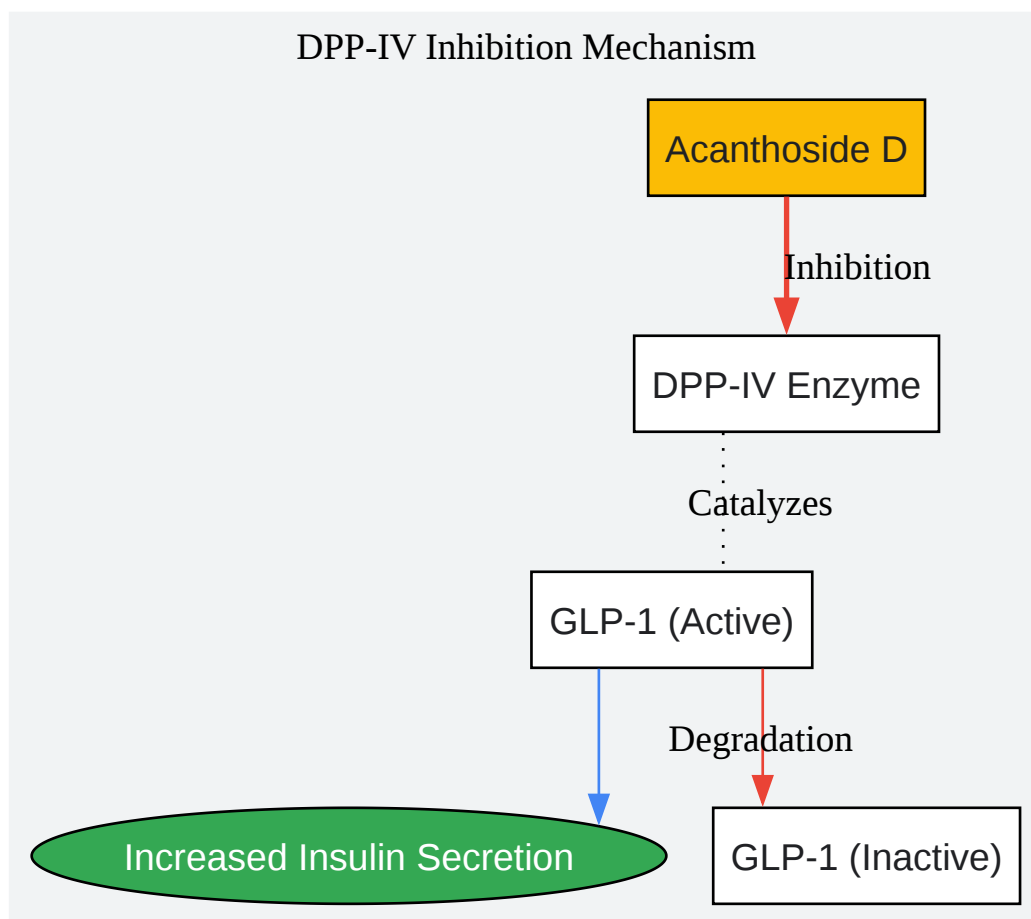 DPP-IV Inhibition Mechanism
Acanthoside D
Inhibition
DPP-IV Enzyme
Catalyzes
GLP-1 (Active)
Degradation
Increased Insulin Secretion
GLP-1 (Inactive)